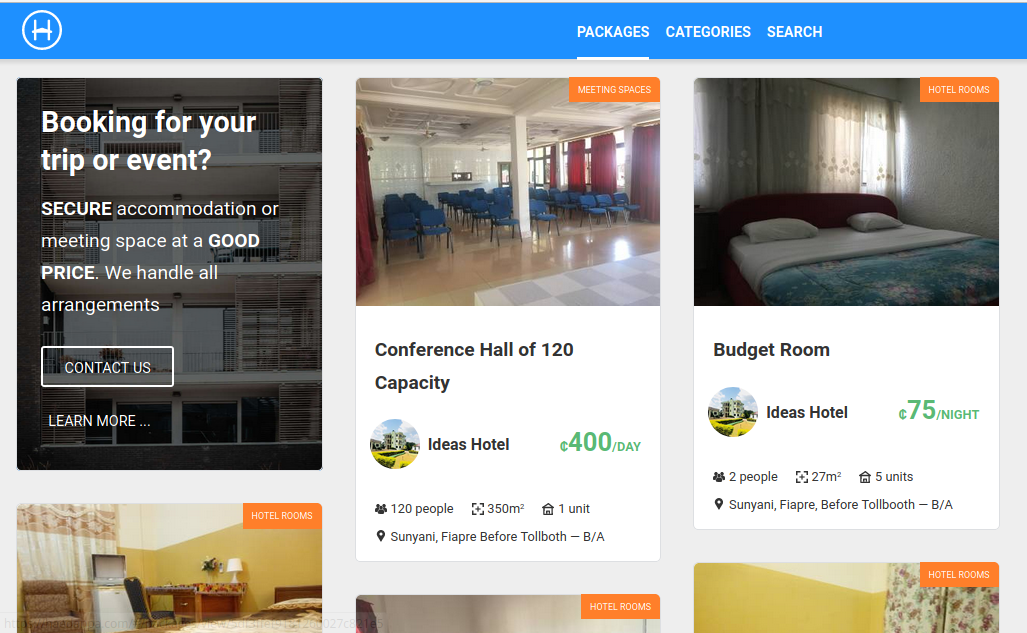 PACKAGES CATEGORIES SEARCH
Booking for your
trip or event?
SECURE accommodation or
meeting space at a GOOD
PRICE. We handle all
arrangements
CONTACT US
LEARN MORE ...
HOTEL ROOMS
MEETING SPACES
Conference Hall of 120
Capacity
Ideas Hotel
₵400/DAY
120 people 350m² 1 unit
Sunyani, Fiapre Before Tollboth — B/A
HOTEL ROOMS
HOTEL ROOMS
Budget Room
Ideas Hotel
₵75/NIGHT
2 people 27m² 5 units
Sunyani, Fiapre, Before Tollbooth — B/A
HOTEL ROOMS